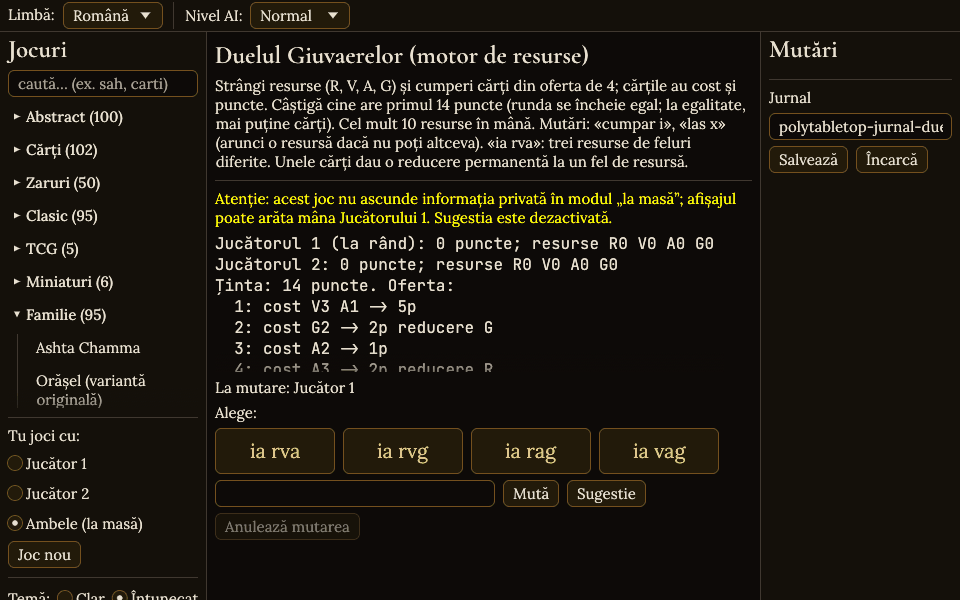 Limbă: Română Nivel AI: Normal
Jocuri
caută... (ex. sah, carti)
Abstract (100)
Cărți (102)
Zaruri (50)
Clasic (95)
TCG (5)
Miniaturi (6)
Familie (95)
Ashta Chamma
Orășel (variantă
originală)
Tu joci cu:
Jucător 1
Jucător 2
Ambele (la masă)
Joc nou
Temă: Clar Întunecat
Duelul Giuvaerelor (motor de resurse)
Strângi resurse (R, V, A, G) și cumperi cărți din oferta de 4; cărțile au cost și
puncte. Câștigă cine are primul 14 puncte (runda se încheie egal; la egalitate,
mai puține cărți). Cel mult 10 resurse în mână. Mutări: «cumpar i», «las x»
(arunci o resursă dacă nu poți altceva). «ia rva»: trei resurse de feluri
diferite. Unele cărți dau o reducere permanentă la un fel de resursă.
Atenție: acest joc nu ascunde informația privată în modul „la masă”; afișajul
poate arăta mâna Jucătorului 1. Sugestia este dezactivată.
Jucătorul 1 (la rând): 0 puncte; resurse R0 V0 A0 G0
Jucătorul 2: 0 puncte; resurse R0 V0 A0 G0
Ținta: 14 puncte. Oferta:
1: cost V3 A1 → 5p
2: cost G2 → 2p reducere G
3: cost A2 → 1p
4: cost A3 → 2p reducere R
La mutare: Jucător 1
Alege:
ia rva ia rvg ia rag ia vag
Mută Sugestie
Anulează mutarea
Mutări
Jurnal
polytabletop-jurnal-due
Salvează Încarcă